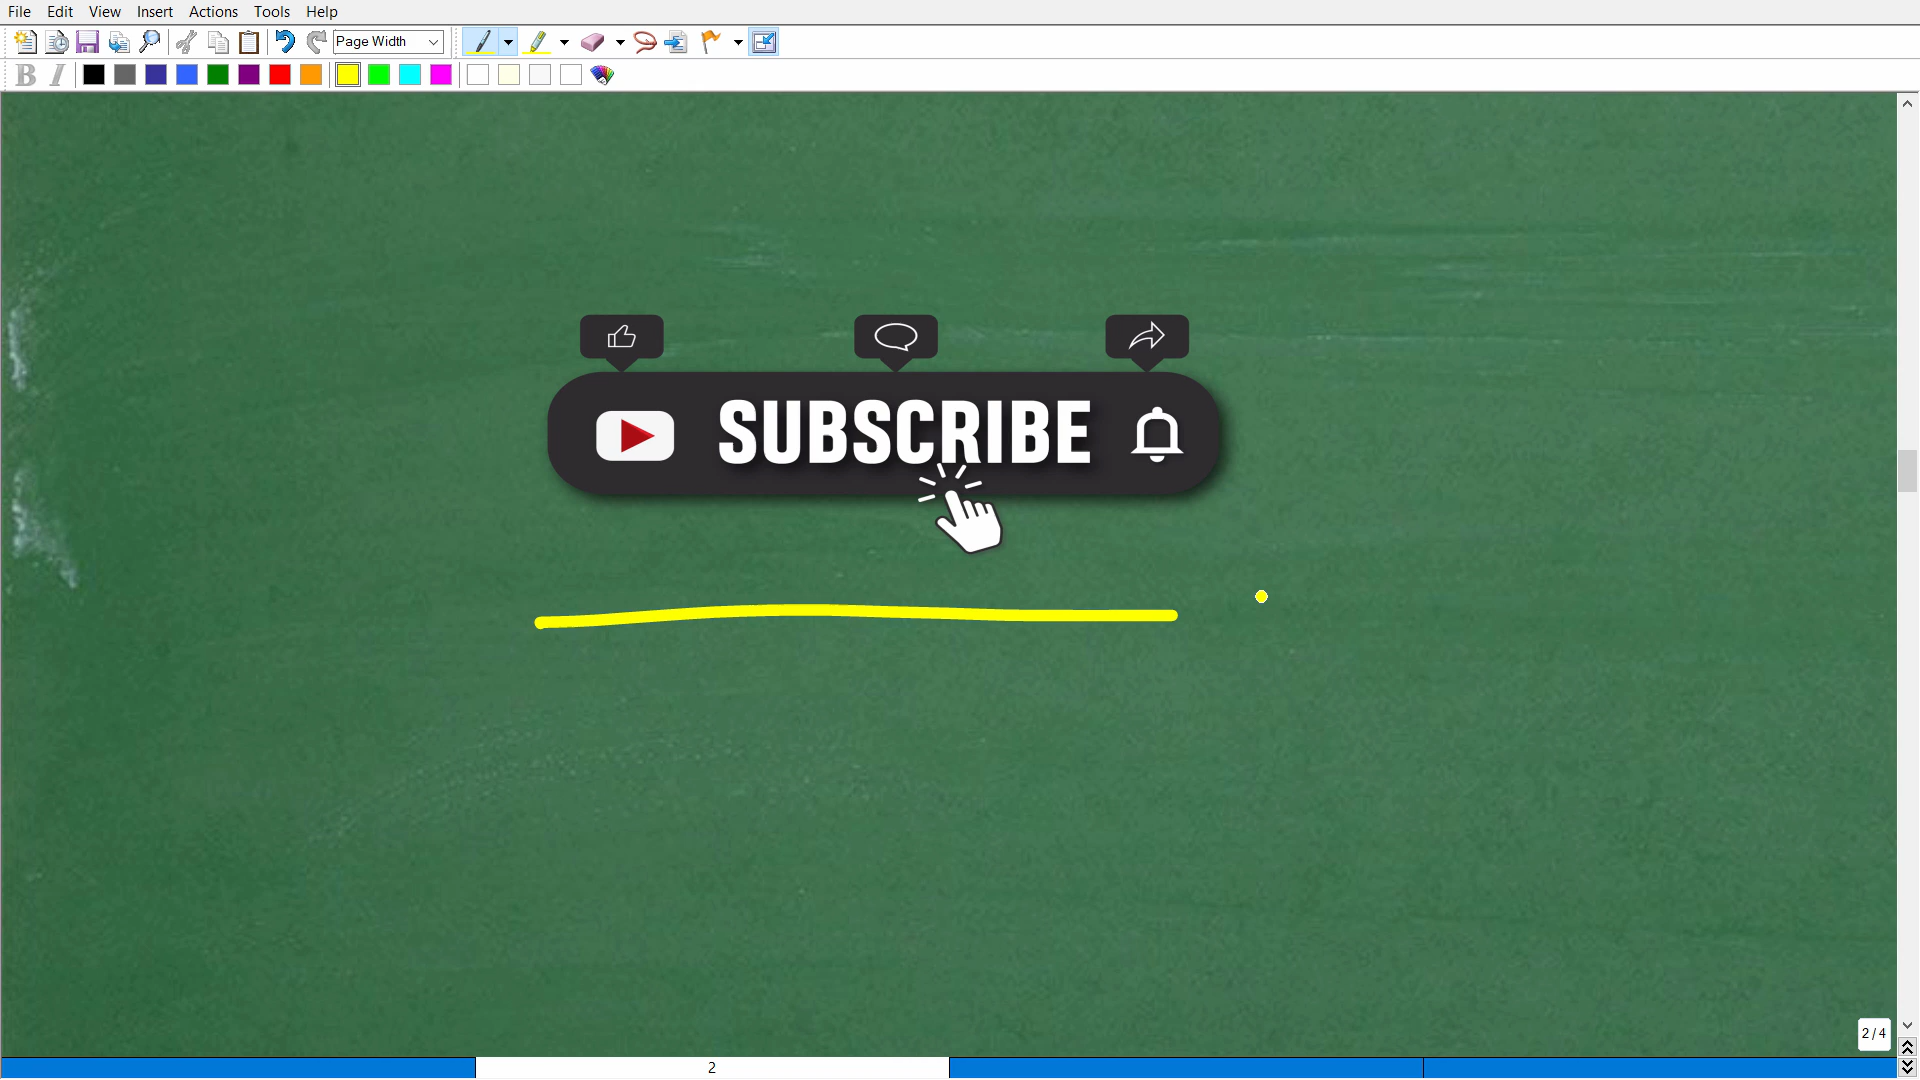 File Edit View Insert Actions Tools Help
Page Width
B I
SUBSCRIBE
2 / 4
2